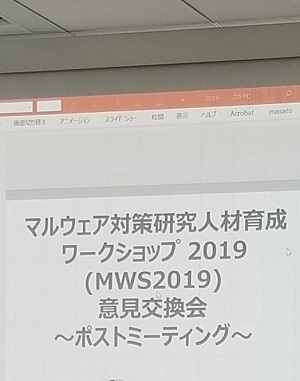 画面切り替え アニメーション スライド ショー 校閲 表示 ヘルプ Acrobat masato
マルウェア対策研究人材育成
ワークショップ 2019
(MWS2019)
意見交換会
～ポストミーティング～